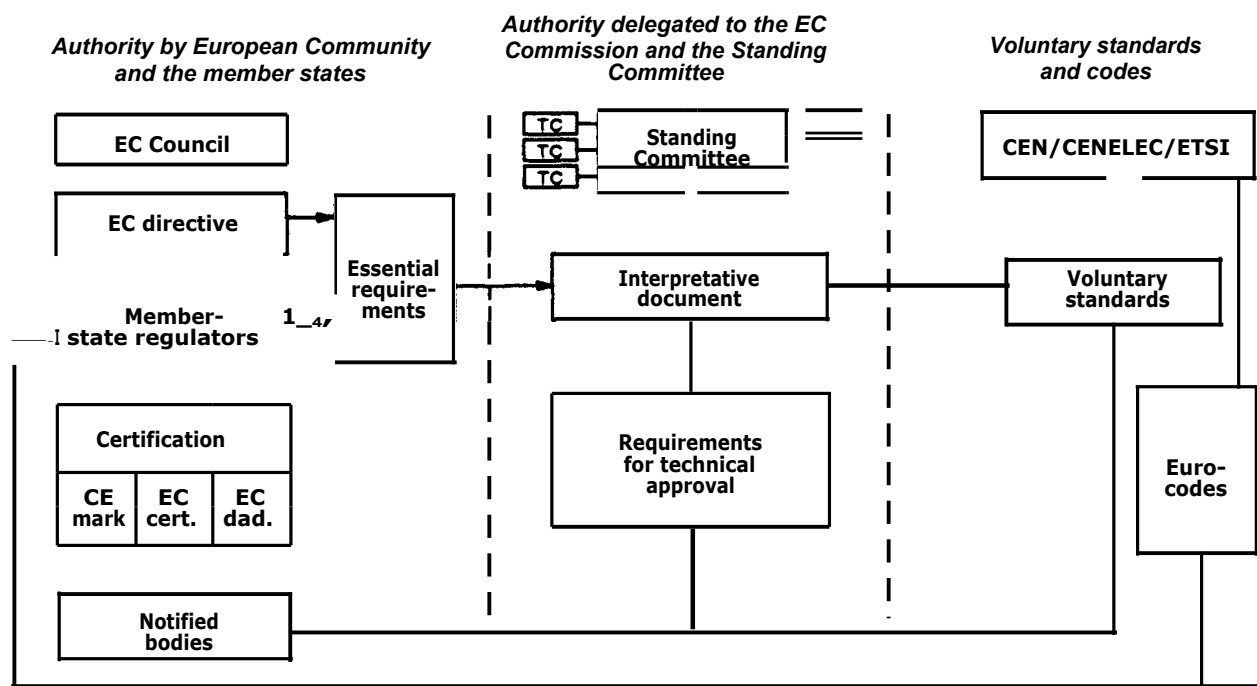 Authority by European Community
and the member states
Authority delegated to the EC
Commission and the Standing
Committee
Voluntary standards
and codes
EC Council
TC
TC
TC
Standing
Committee
CEN/CENELEC/ETSI
EC directive
Essential
require-
ments
Interpretative
document
Voluntary
standards
Member-
1_4,
I state regulators
Certification
CE
mark
EC
cert.
EC
dad.
Requirements
for technical
approval
Euro-
codes
Notified
bodies